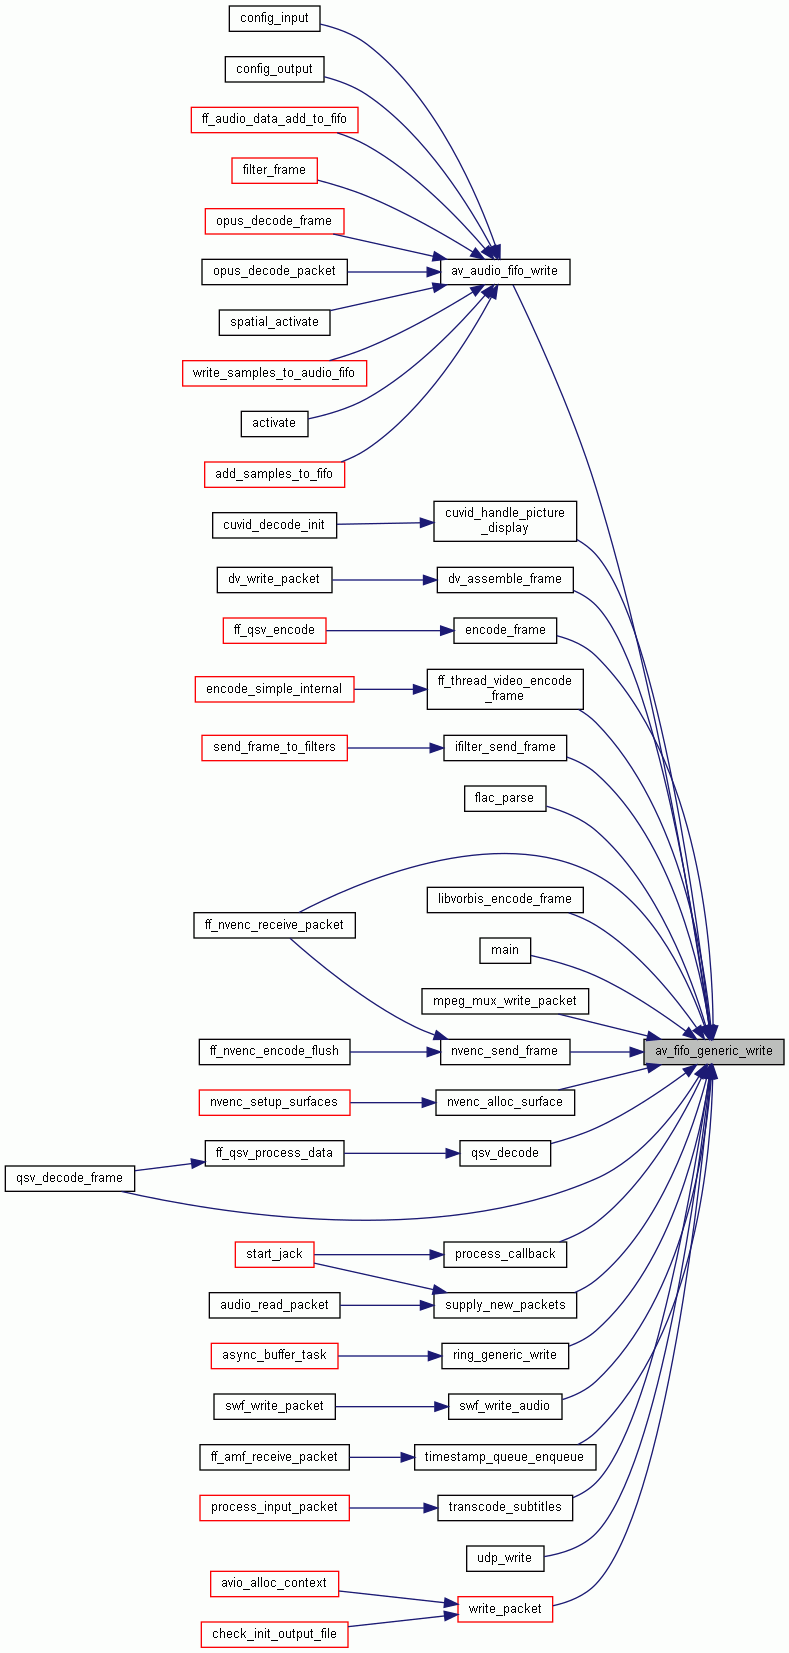 config_input
config_output
ff_audio_data_add_to_fifo
filter_frame
opus_decode_frame
opus_decode_packet
av_audio_fifo_write
spatial_activate
write_samples_to_audio_fifo
activate
add_samples_to_fifo
cuvid_handle_picture
_display
cuvid_decode_init
dv_write_packet
dv_assemble_frame
ff_qsv_encode
encode_frame
ff_thread_video_encode
_frame
encode_simple_internal
send_frame_to_filters
ifilter_send_frame
flac_parse
libvorbis_encode_frame
ff_nvenc_receive_packet
main
mpeg_mux_write_packet
ff_nvenc_encode_flush
nvenc_send_frame
av_fifo_generic_write
nvenc_setup_surfaces
nvenc_alloc_surface
ff_qsv_process_data
qsv_decode
qsv_decode_frame
start_jack
process_callback
audio_read_packet
supply_new_packets
async_buffer_task
ring_generic_write
swf_write_packet
swf_write_audio
ff_amf_receive_packet
timestamp_queue_enqueue
process_input_packet
transcode_subtitles
udp_write
avio_alloc_context
write_packet
check_init_output_file